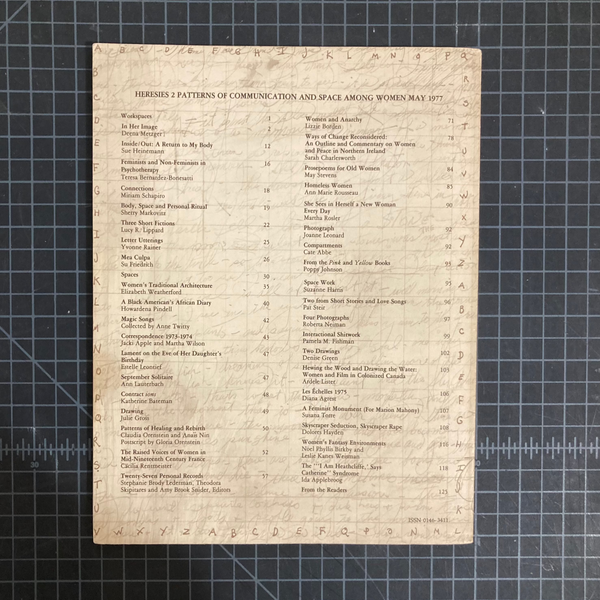 A B C D E F G H I J K L M N O P Q
HERESIES 2 PATTERNS OF COMMUNICATION AND SPACE AMONG WOMEN MAY 1977
Workspaces 3
In Her Image 2
Deena Metzger
Inside/Out: A Return to My Body 12
Sue Heinemann
Feminism and Non-Feminists in 16
Psychotherapy
Teresa Bernardez-Bonesatti
Connections 18
Miriam Schapiro
Body, Space and Personal Ritual 19
Sherry Markovitz
Three Short Fictions 22
Lucy R. Lippard
Letter Utterings 25
Yvonne Rainer
Mea Culpa 26
Su Friedrich
Spaces 30
Women's Traditional Architecture 35
Elizabeth Weatherford
A Black American's African Diary 40
Howardena Pindell
Magic Songs 42
Collected by Anne Twitty
Correspondence 1973-1974 43
Jacki Apple and Martha Wilson
Lament on the Eve of Her Daughter's 47
Birthday
Estelle Leontief
September Solitaire 47
Ann Lauterbach
Contract 48
Katherine Bateman
Drawing 49
Julie Gross
Patterns of Healing and Rebirth 50
Claudia Orenstein and Anais Nin
Postscript by Gloria Orenstein
The Raised Voices of Women in 52
Mid-Nineteenth Century France
Cäcilia Rentmeister
Twenty-Seven Personal Records
Stephanie Brody Lederman, Theodora
Skipitares and Amy Brook Snider, Editors
Women and Anarchy 71
Lizzie Borden
Ways of Change Reconsidered: 78
An Outline and Commentary on Women
and Peace in Northern Ireland
Sarah Charlesworth
Prosepoems for Old Women 84
May Stevens
Homeless Women 85
Ann Marie Rousseau
She Sees in Herself a New Woman 90
Every Day
Martha Rosler
Photograph 92
Joanne Leonard
Compartments 92
Cate Abbe
From the Pink and Yellow Books 93
Poppy Johnson
Space Work 95
Suzanne Harris
Two from Short Stories and Love Songs 96
Pat Steir
Four Photographs 97
Roberta Neiman
Interactional Shitwork 99
Pamela M. Fishman
Two Drawings 102
Denise Green
Hewing the Wood and Drawing the Water: 103
Women and Film in Colonized Canada
Ardele Lister
Les Échelles 1975 106
Diana Agrest
A Feminist Monument (For Marion Mahony) 107
Susana Torre
Skyscraper Seduction, Skyscraper Rape 108
Dolores Hayden
Women's Fantasy Environments 116
Noel Phyllis Birkby and
Leslie Kanes Weisman
The "'I Am Heathcliffe,' Says 118
Catherine" Syndrome
Ida Applebroog
From the Readers 125
ISSN 0146-3411
V W X Y Z A B C D E F Q P O N M L
30
30